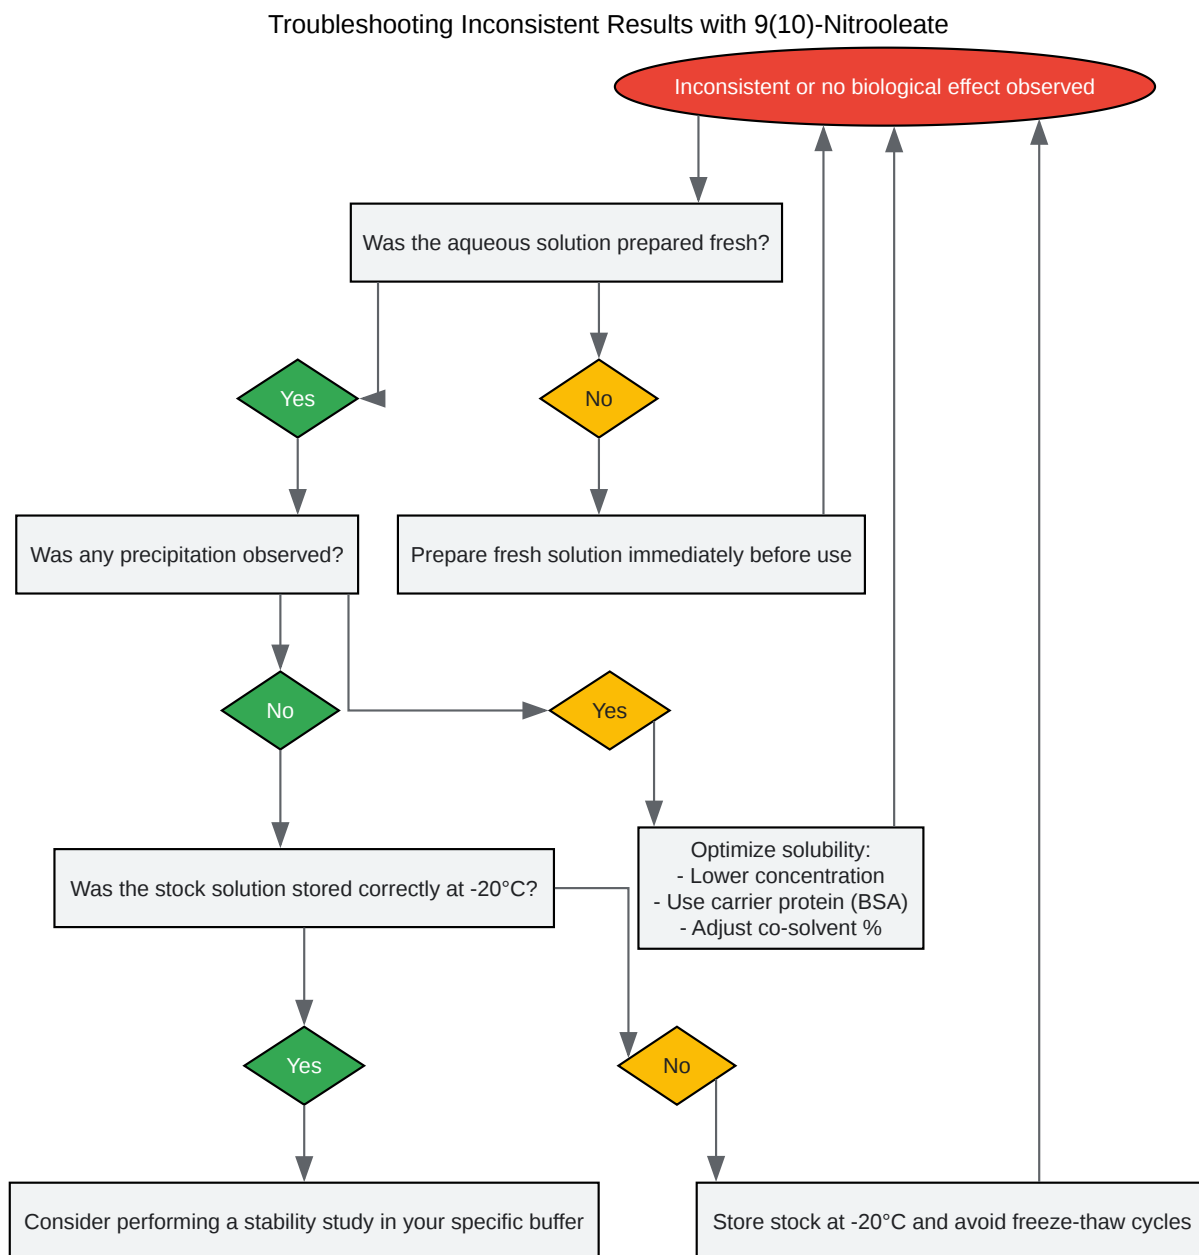 Troubleshooting Inconsistent Results with 9(10)-Nitrooleate
Inconsistent or no biological effect observed
Was the aqueous solution prepared fresh?
Yes
No
Was any precipitation observed?
Prepare fresh solution immediately before use
No
Yes
Optimize solubility:
- Lower concentration
- Use carrier protein (BSA)
- Adjust co-solvent %
Was the stock solution stored correctly at -20°C?
Yes
No
Consider performing a stability study in your specific buffer
Store stock at -20°C and avoid freeze-thaw cycles